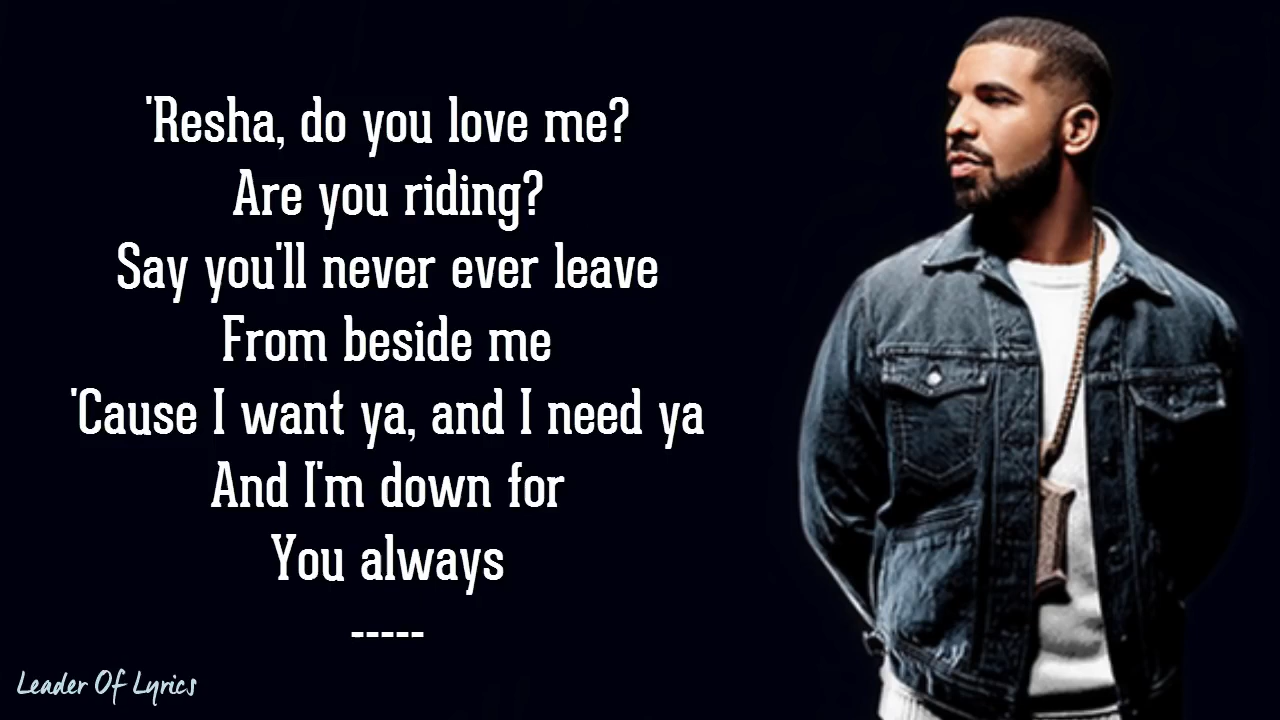 'Resha, do you love me?
Are you riding?
Say you'll never ever leave
From beside me
'Cause I want ya, and I need ya
And I'm down for
You always
-----
Leader Of Lyrics